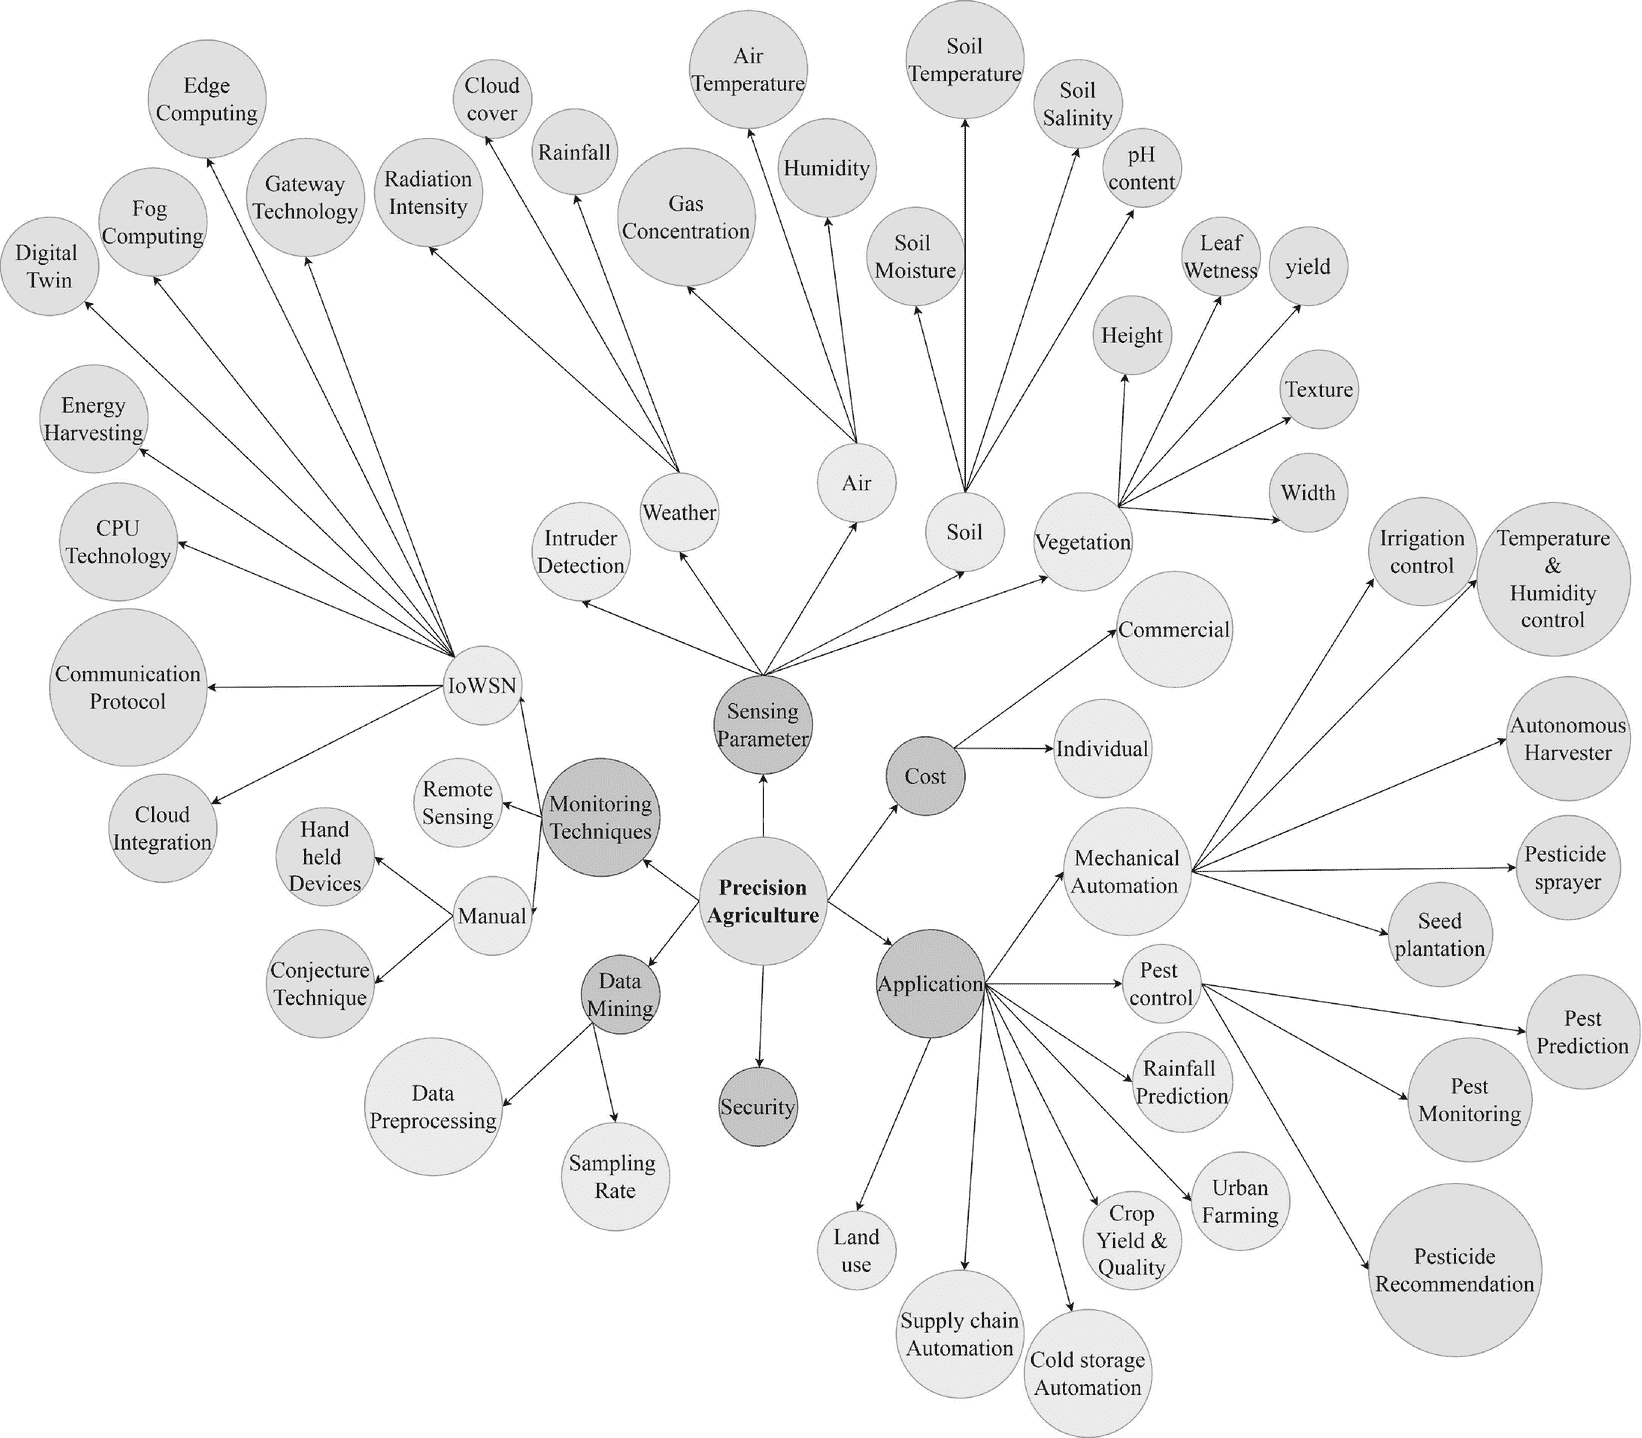 Soil
Temperature
Air
Temperature
Edge
Computing
Cloud
cover
Soil
Salinity
Rainfall
Humidity
pH
content
Gateway
Technology
Radiation
Intensity
Gas
Concentration
Fog
Computing
Digital
Twin
Soil
Moisture
Leaf
Wetness
yield
Height
Texture
Energy
Harvesting
Width
Air
Weather
Soil
Vegetation
Intruder
Detection
CPU
Technology
Irrigation
control
Temperature
&
Humidity
control
Commercial
Communication
Protocol
IoWSN
Sensing
Parameter
Individual
Autonomous
Harvester
Cost
Remote
Sensing
Monitoring
Techniques
Cloud
Integration
Hand
held
Devices
Mechanical
Automation
Pesticide
sprayer
Precision
Agriculture
Manual
Seed
plantation
Conjecture
Technique
Data
Mining
Application
Pest
control
Pest
Prediction
Rainfall
Prediction
Pest
Monitoring
Data
Preprocessing
Security
Sampling
Rate
Urban
Farming
Crop
Yield &
Quality
Land
use
Pesticide
Recommendation
Supply chain
Automation
Cold storage
Automation